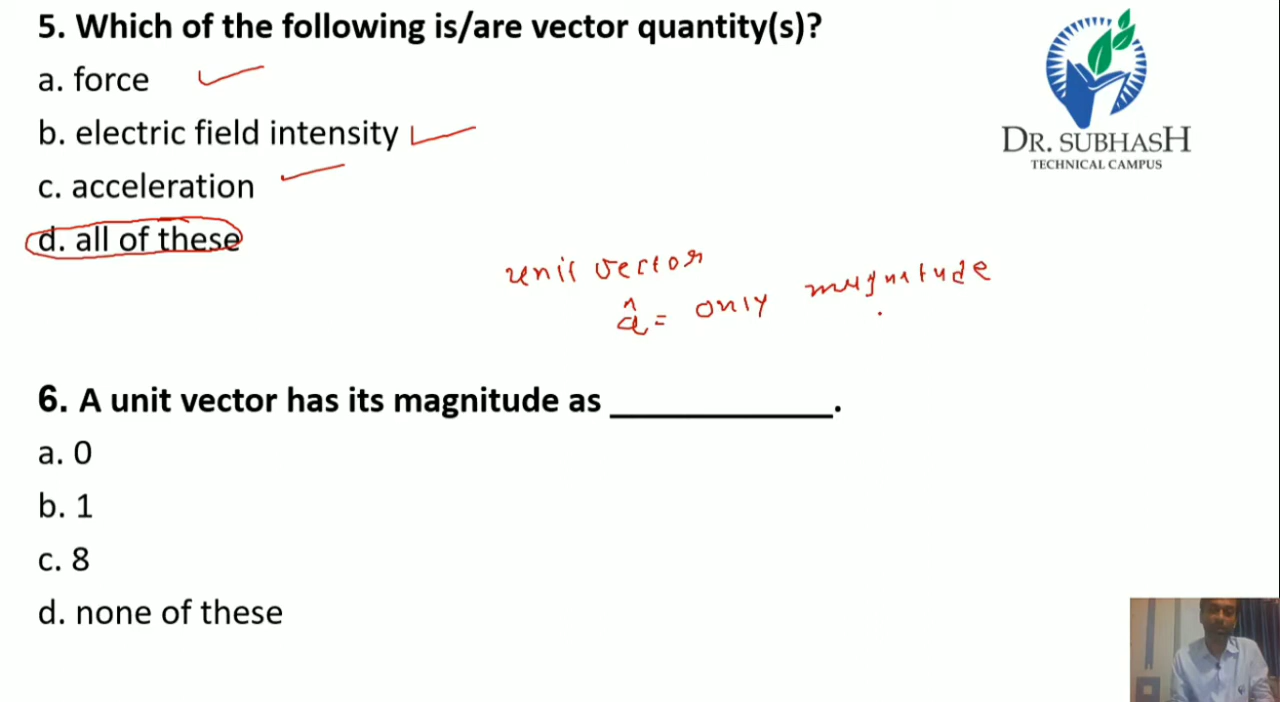 5. Which of the following is/are vector quantity(s)?
a. force
b. electric field intensity
c. acceleration
d. all of these
DR. SUBHASH
TECHNICAL CAMPUS
unit vector
â = only magnitude
6. A unit vector has its magnitude as ____________.
a. 0
b. 1
c. 8
d. none of these